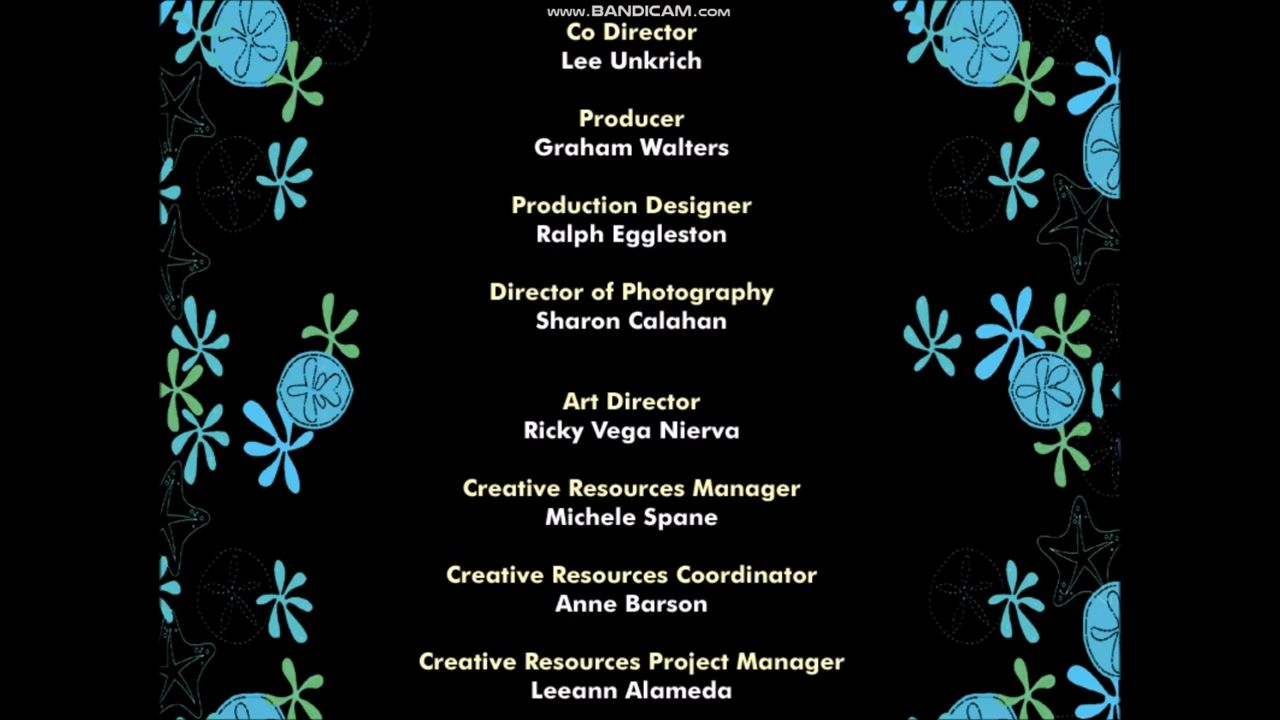 www.BANDICAM.com
Co Director
Lee Unkrich
Producer
Graham Walters
Production Designer
Ralph Eggleston
Director of Photography
Sharon Calahan
Art Director
Ricky Vega Nierva
Creative Resources Manager
Michele Spane
Creative Resources Coordinator
Anne Barson
Creative Resources Project Manager
Leeann Alameda